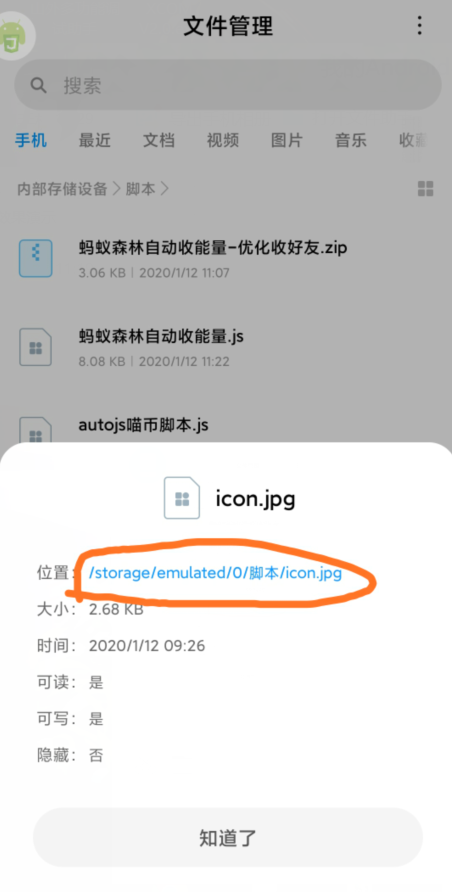 文件管理
搜索
手机 最近 文档 视频 图片 音乐 收藏
内部存储设备 > 脚本 >
蚂蚁森林自动收能量-优化收好友.zip
3.06 KB | 2020/1/12 11:07
蚂蚁森林自动收能量.js
8.08 KB | 2020/1/12 11:22
autojs喵币脚本.js
icon.jpg
位置: /storage/emulated/0/脚本/icon.jpg
大小: 2.68 KB
时间: 2020/1/12 09:26
可读: 是
可写: 是
隐藏: 否
知道了